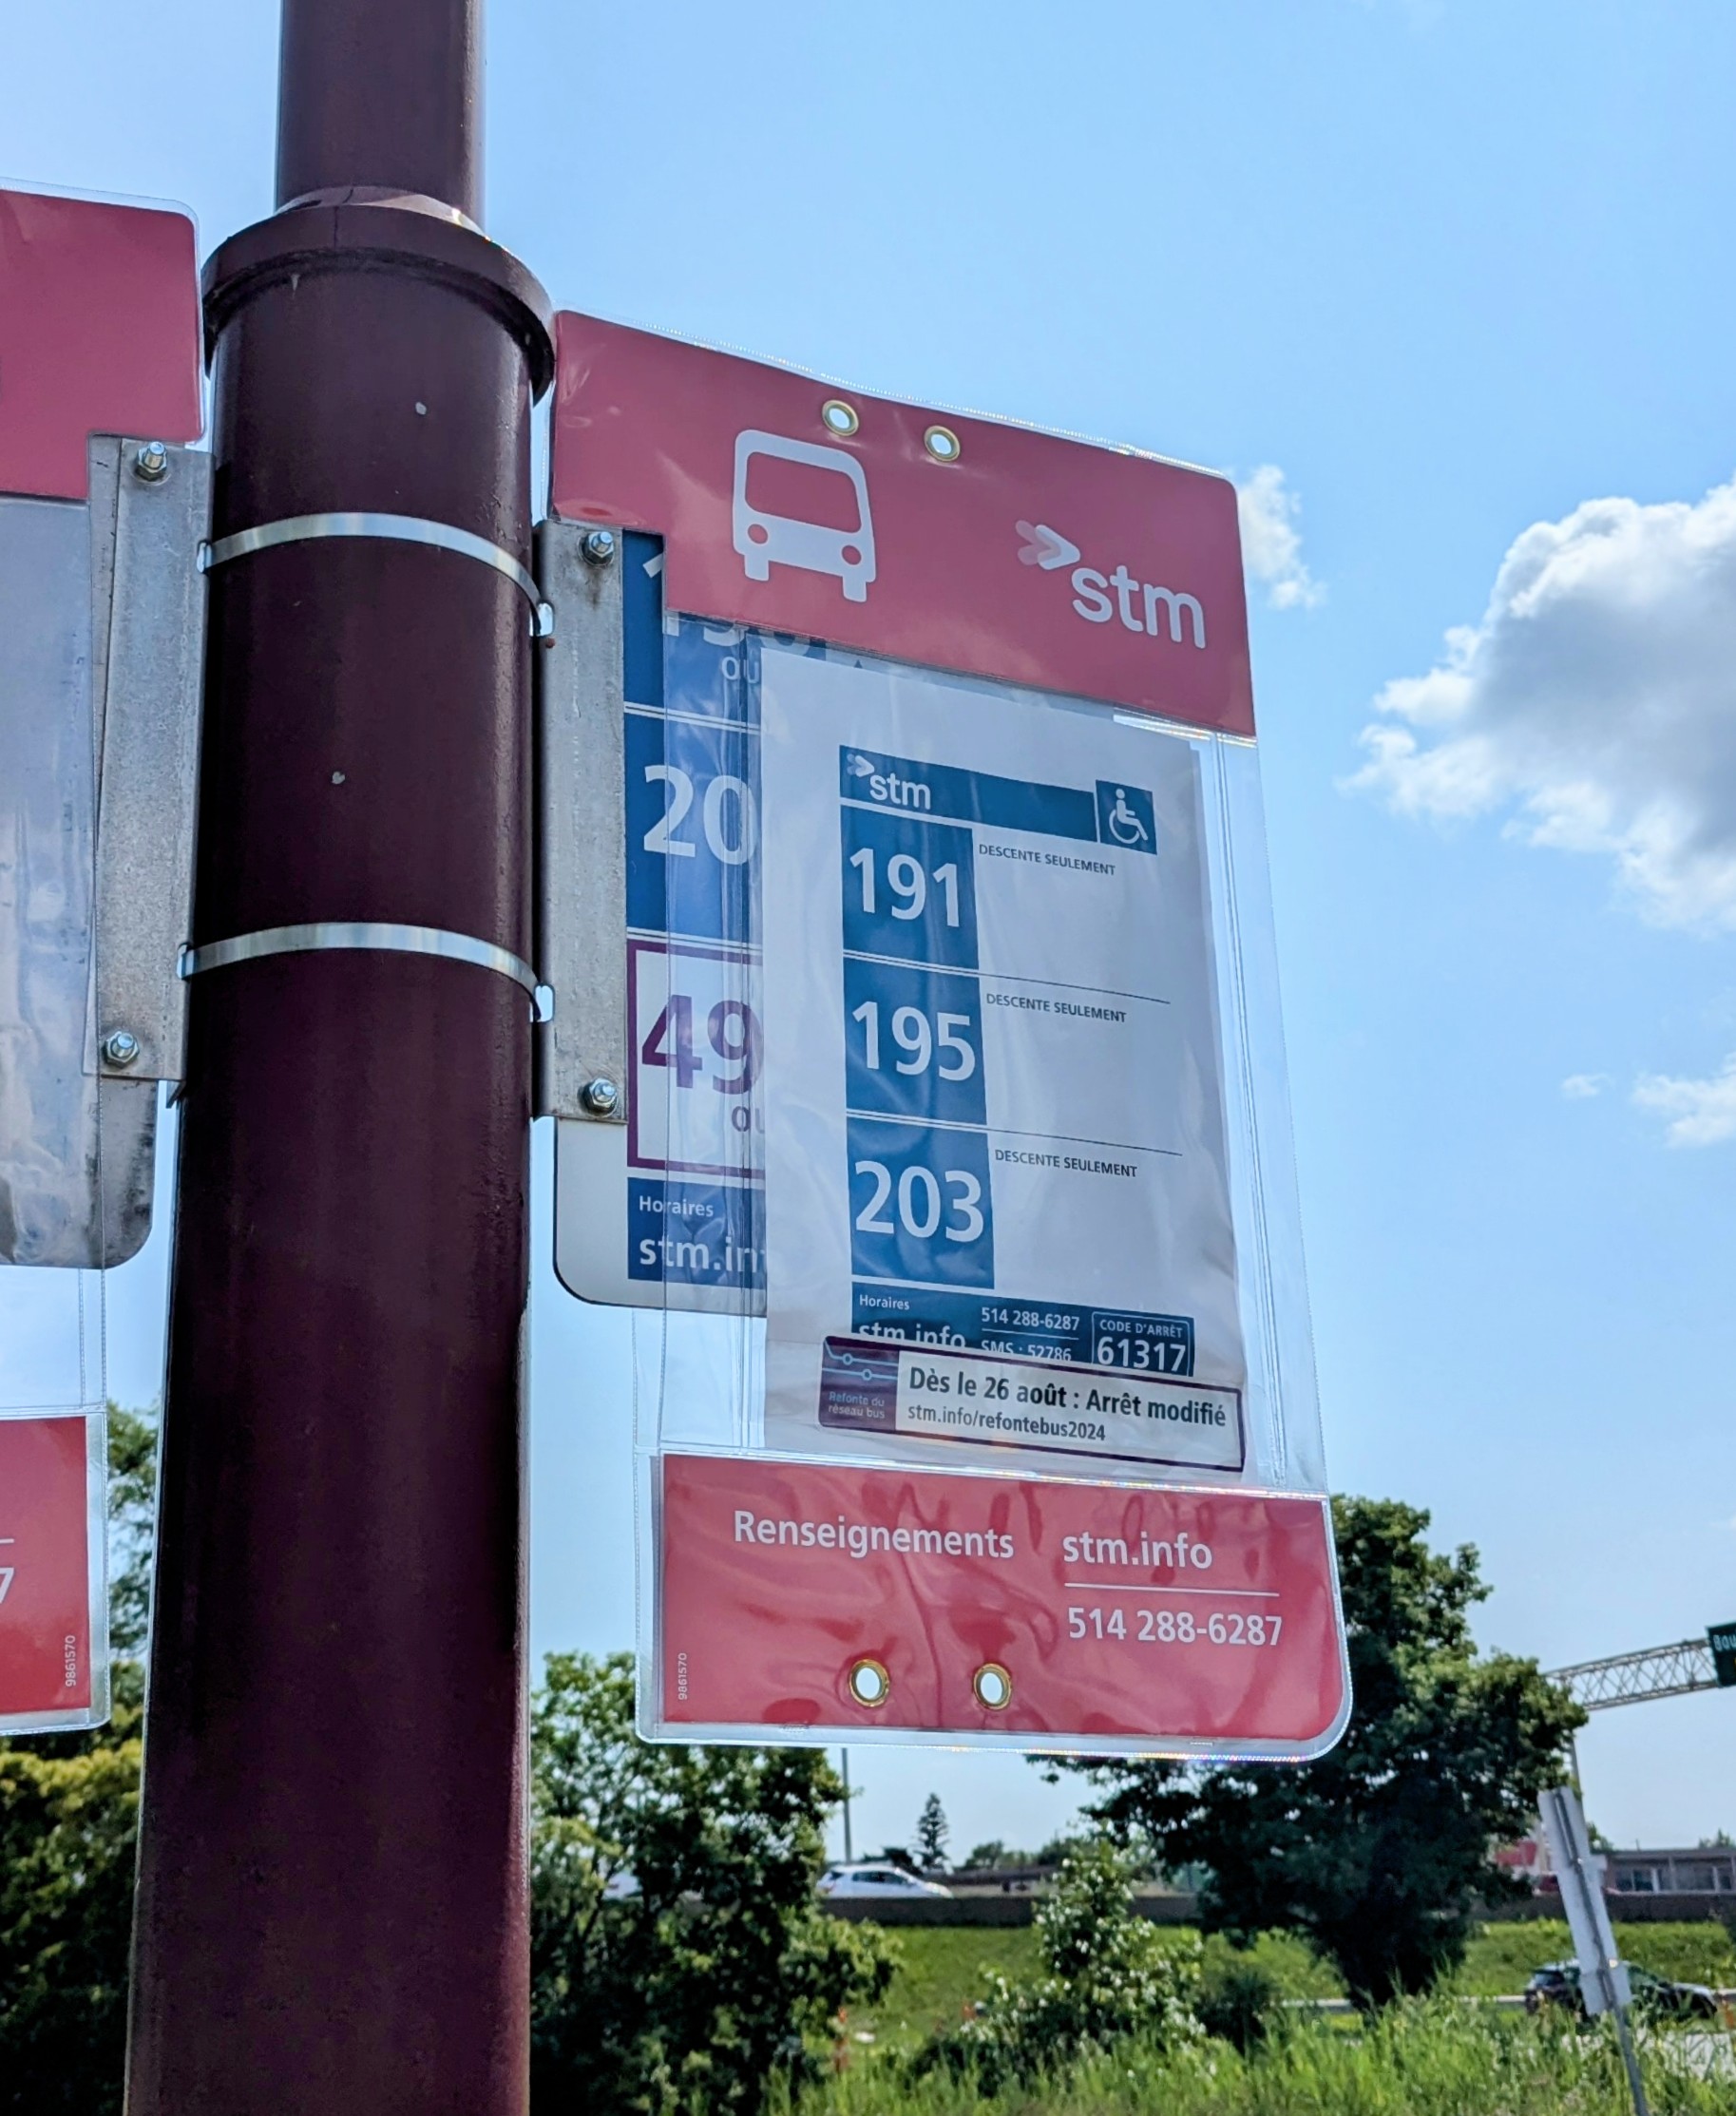 stm
OU
20
49
Horaires
stm
191
DESCENTE SEULEMENT
195
DESCENTE SEULEMENT
203
DESCENTE SEULEMENT
Horaires
stm.info
514 288-6287
SMS : 52786
CODE D'ARRÊT
61317
Refonte du
réseau bus
Dès le 26 août : Arrêt modifié
stm.info/refontebus2024
Renseignements
stm.info
514 288-6287
9861570
7
9861570